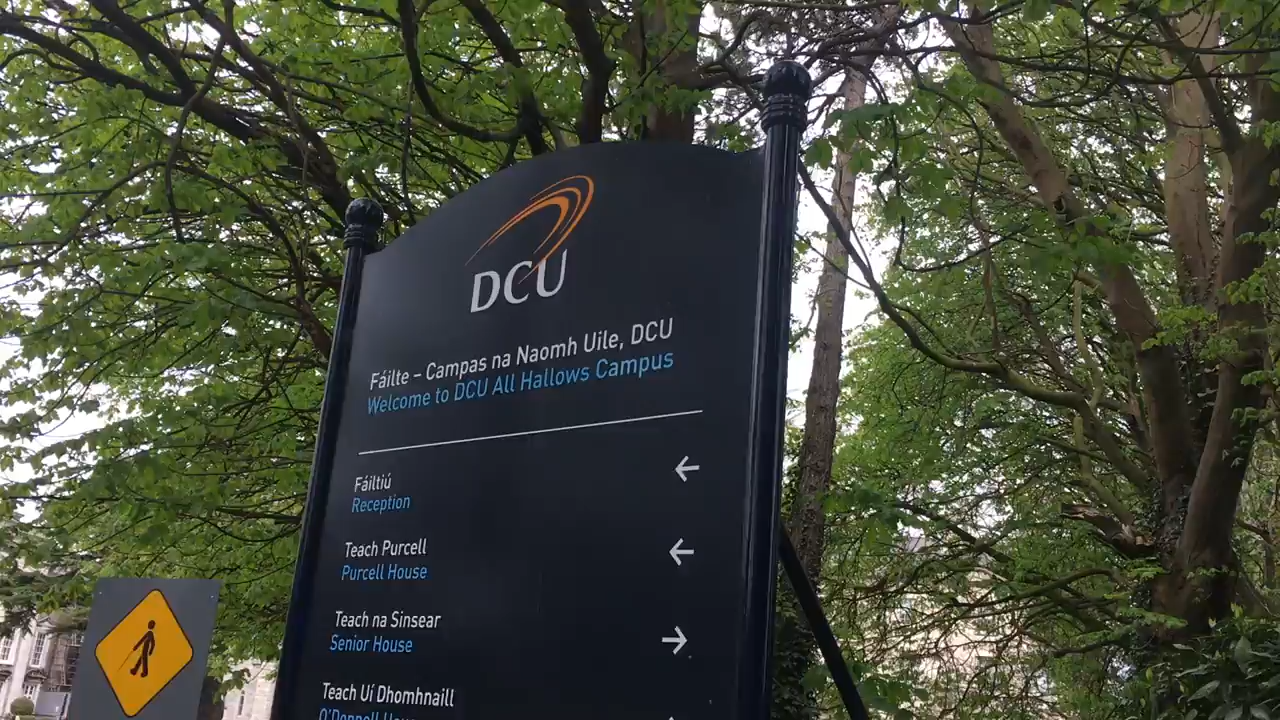 DCU
Fáilte – Campas na Naomh Uile, DCU
Welcome to DCU All Hallows Campus
Fáiltiú
Reception
Teach Purcell
Purcell House
Teach na Sinsear
Senior House
Teach Uí Dhomhnaill
O'Donnell House